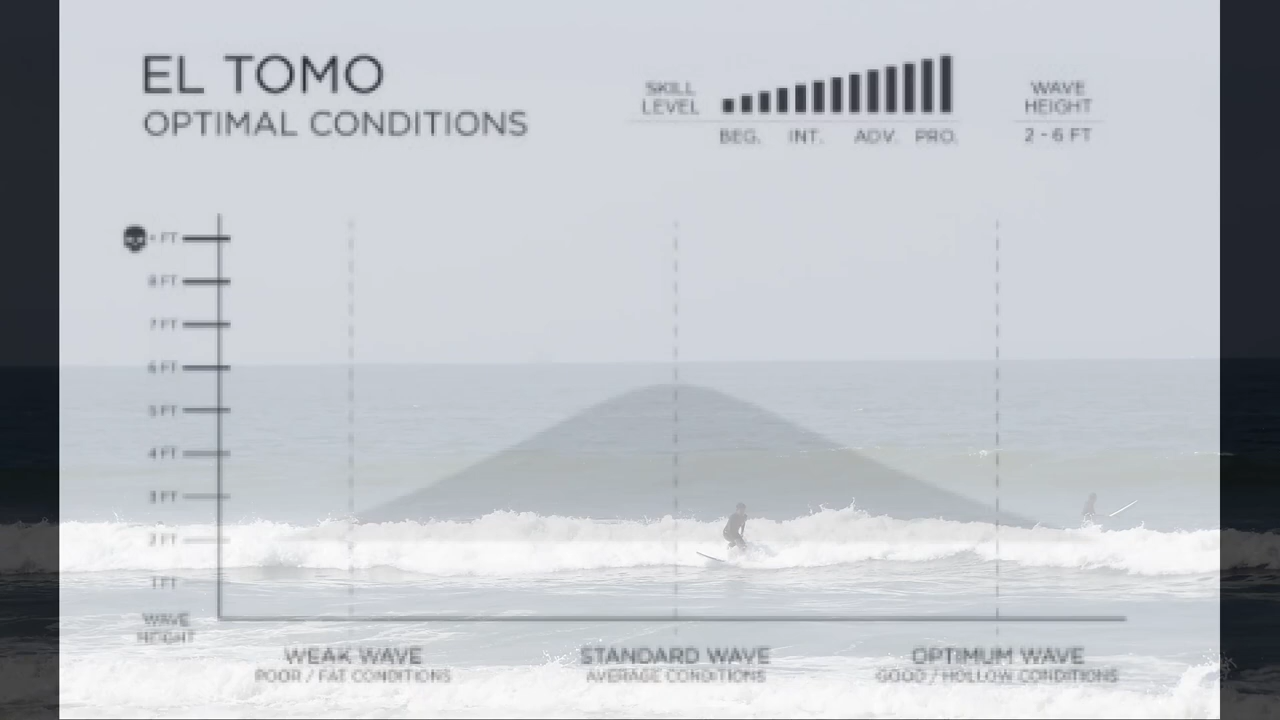 EL TOMO
OPTIMAL CONDITIONS
SKILL LEVEL
BEG. INT. ADV. PRO.
WAVE HEIGHT
2 - 6 FT
FT
8 FT
7 FT
6 FT
5 FT
4 FT
3 FT
2 FT
1 FT
WAVE
HEIGHT
WEAK WAVE
POOR / FAT CONDITIONS
STANDARD WAVE
AVERAGE CONDITIONS
OPTIMUM WAVE
GOOD / HOLLOW CONDITIONS